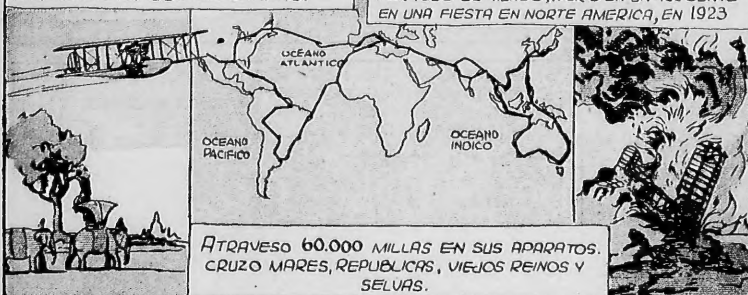 EN UNA FIESTA EN NORTE AMERICA, EN 1923
OCEANO
ATLANTICO
OCEANO
PACIFICO
OCEANO
INDICO
ATRAVESO 60.000 MILLAS EN SUS APARATOS.
CRUZO MARES, REPUBLICAS, VIEJOS REINOS Y
SELVAS.